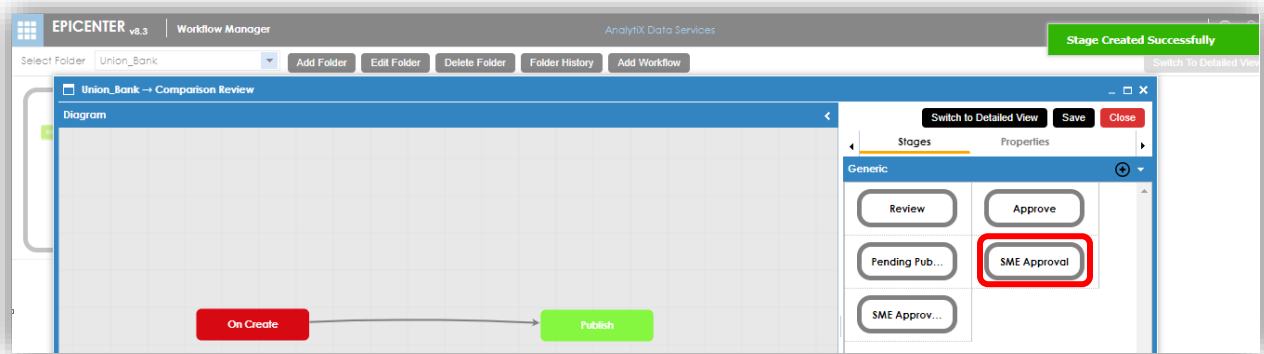 EPICENTER v8.3 Workflow Manager AnalytiX Data Services
Stage Created Successfully
Select Folder Union_Bank Add Folder Edit Folder Delete Folder Folder History Add Workflow Switch To Detailed View
Union_Bank → Comparison Review
Diagram
Switch to Detailed View Save Close
Stages Properties
Generic
Review Approve
Pending Pub... SME Approval
SME Approv...
On Create Publish